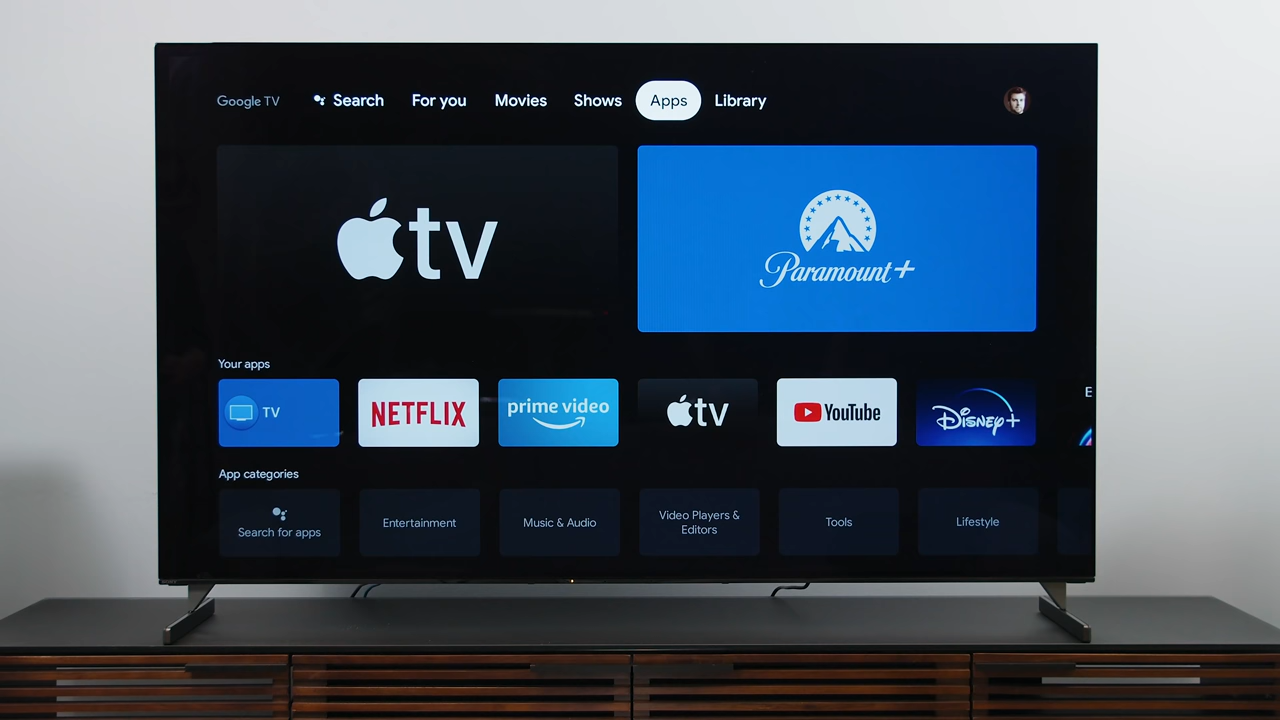 Google TV Search For you Movies Shows Apps Library
tv
Paramount+
Your apps
TV NETFLIX prime video tv YouTube Disney+ E
App categories
Search for apps Entertainment Music & Audio Video Players & Editors Tools Lifestyle